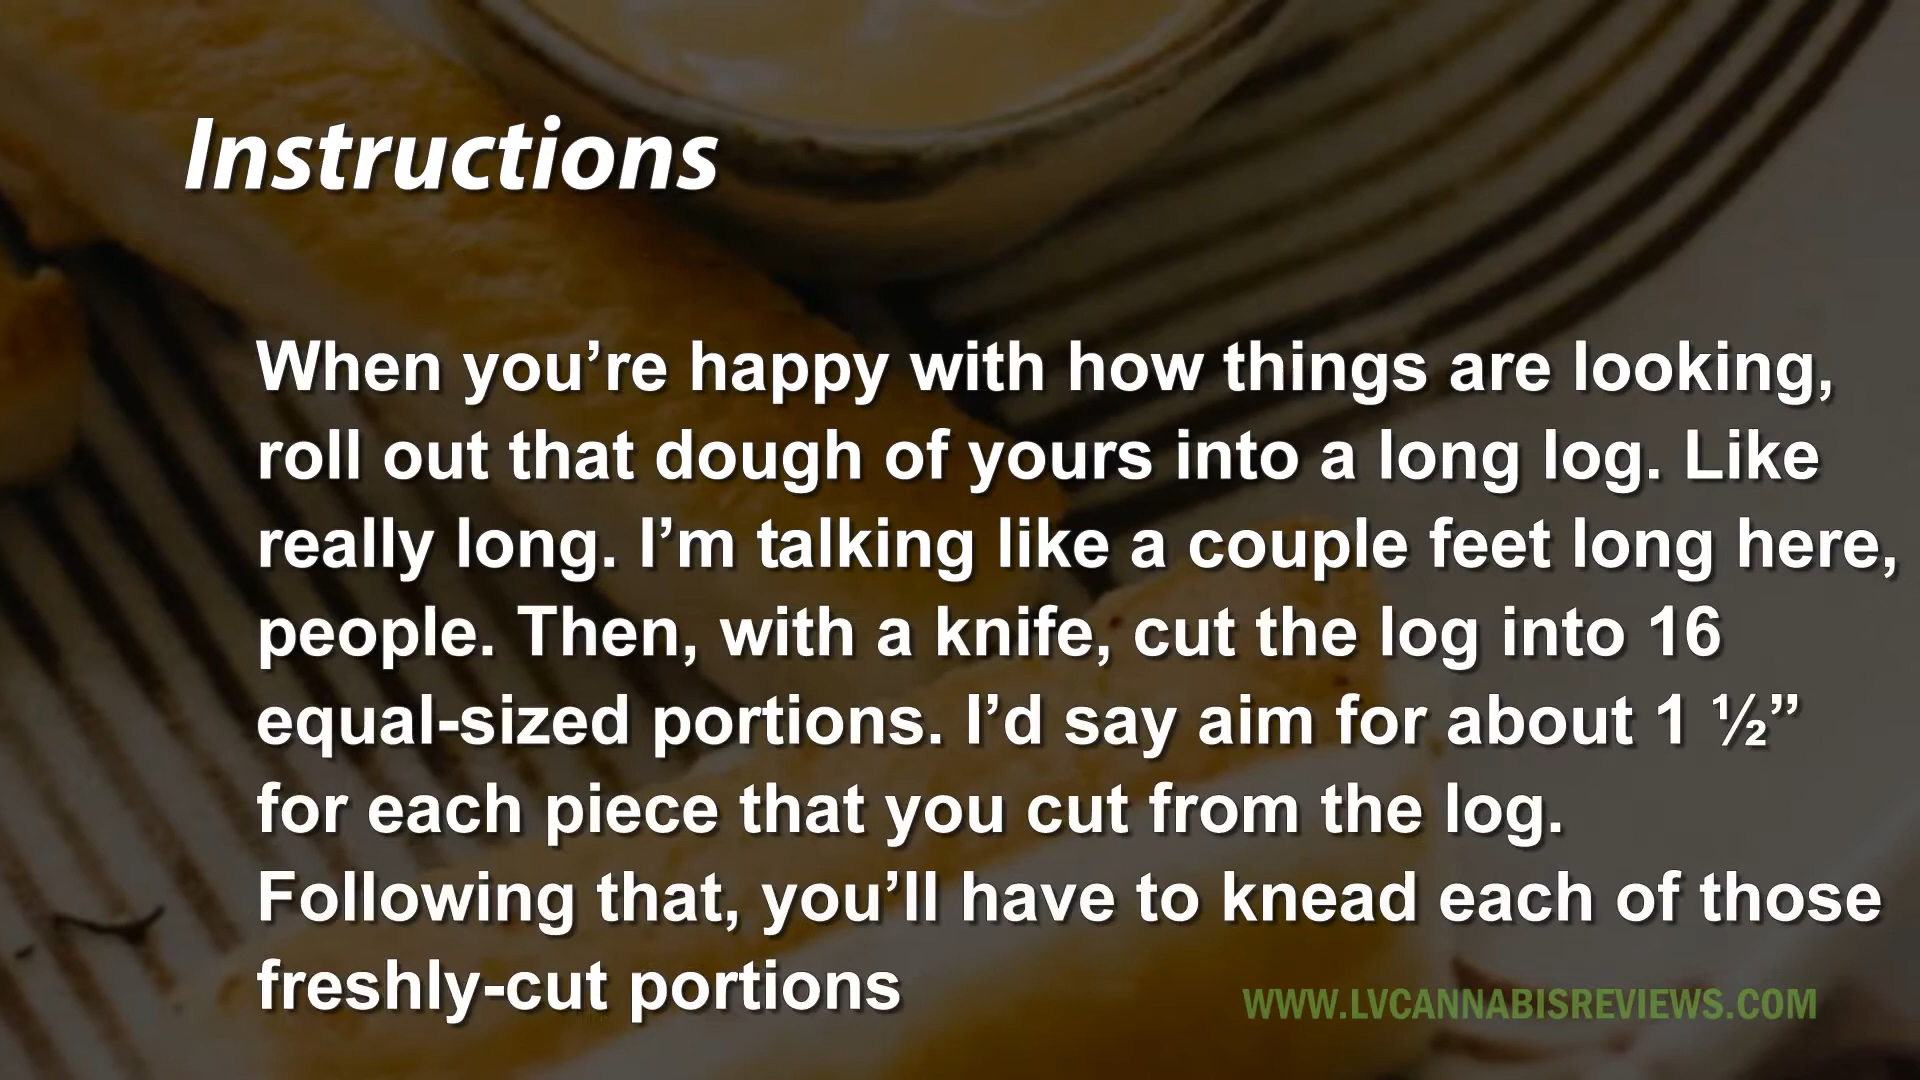 Instructions
When you’re happy with how things are looking,
roll out that dough of yours into a long log. Like
really long. I’m talking like a couple feet long here,
people. Then, with a knife, cut the log into 16
equal-sized portions. I’d say aim for about 1 ½”
for each piece that you cut from the log.
Following that, you’ll have to knead each of those
freshly-cut portions
WWW.LVCANNABISREVIEWS.COM